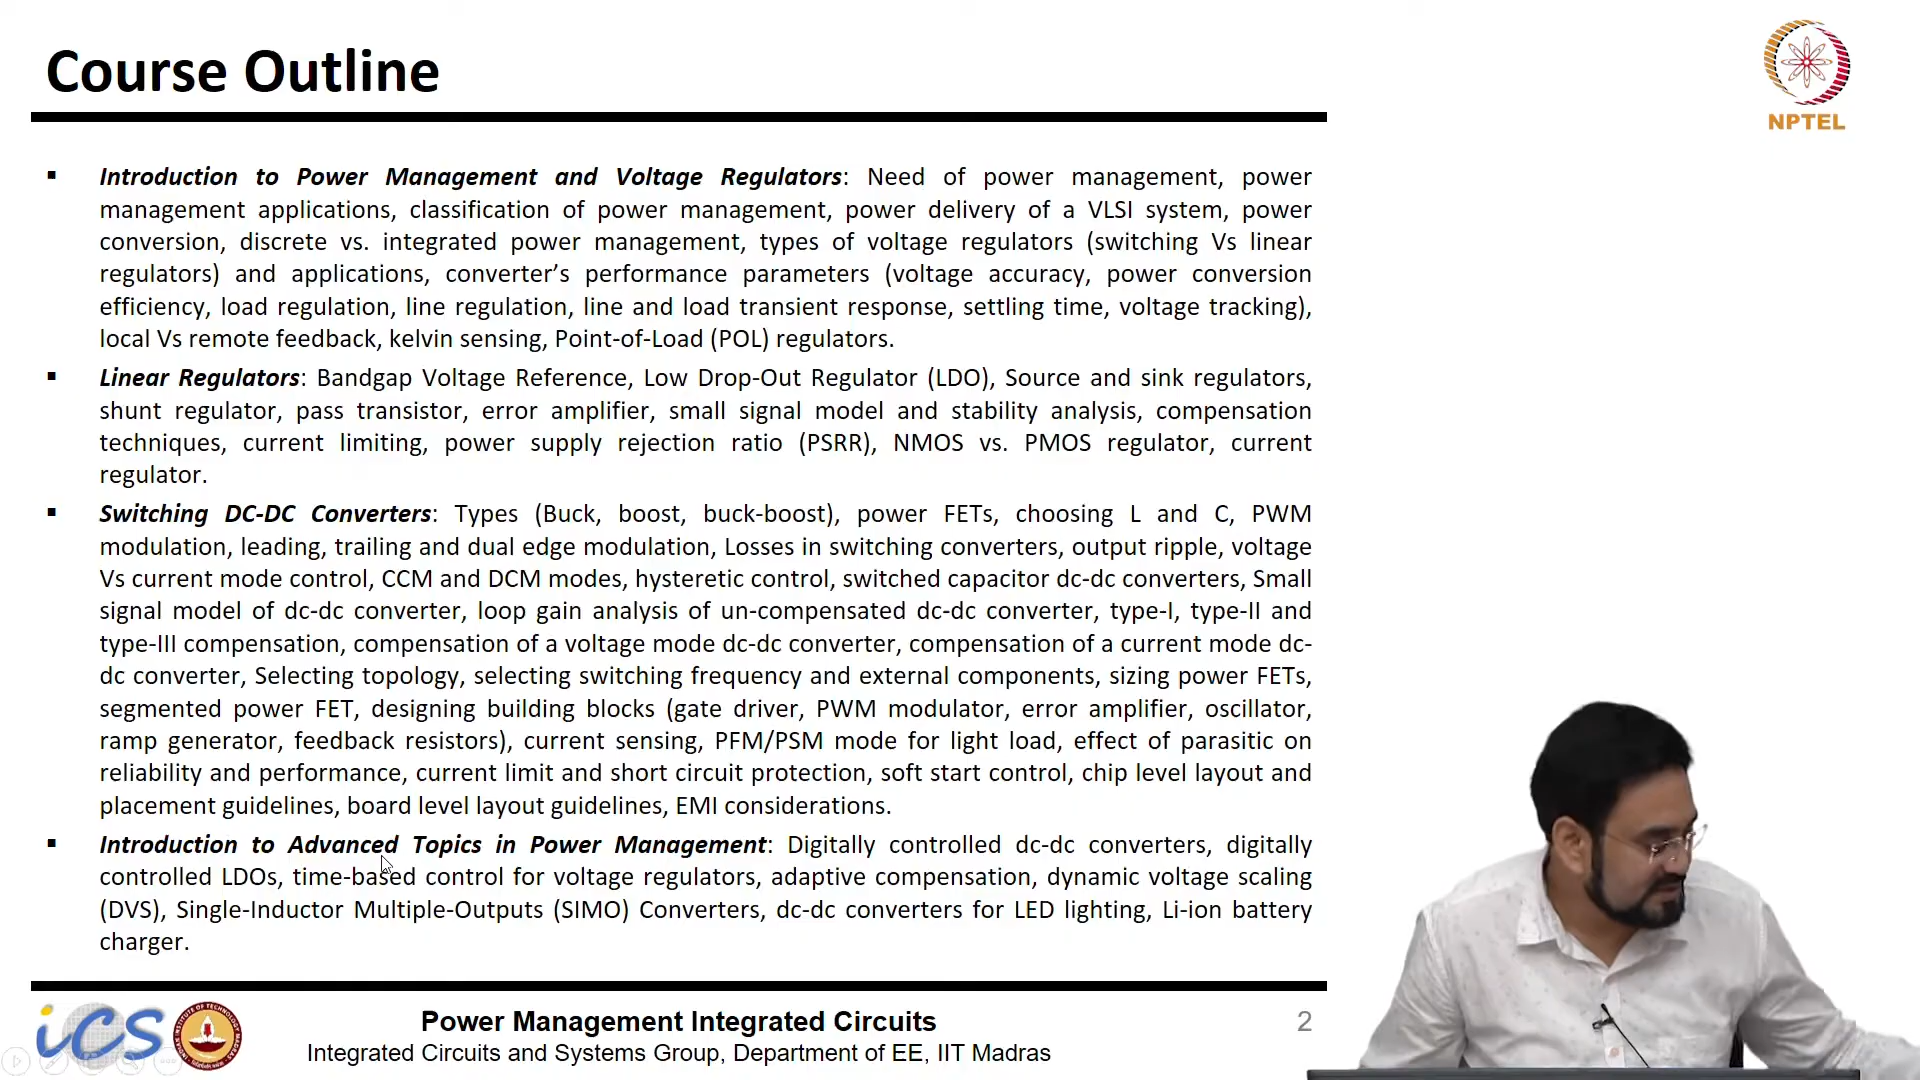 Course Outline
NPTEL
▪ Introduction to Power Management and Voltage Regulators: Need of power management, power
management applications, classification of power management, power delivery of a VLSI system, power
conversion, discrete vs. integrated power management, types of voltage regulators (switching Vs linear
regulators) and applications, converter’s performance parameters (voltage accuracy, power conversion
efficiency, load regulation, line regulation, line and load transient response, settling time, voltage tracking),
local Vs remote feedback, kelvin sensing, Point-of-Load (POL) regulators.
▪ Linear Regulators: Bandgap Voltage Reference, Low Drop-Out Regulator (LDO), Source and sink regulators,
shunt regulator, pass transistor, error amplifier, small signal model and stability analysis, compensation
techniques, current limiting, power supply rejection ratio (PSRR), NMOS vs. PMOS regulator, current
regulator.
▪ Switching DC-DC Converters: Types (Buck, boost, buck-boost), power FETs, choosing L and C, PWM
modulation, leading, trailing and dual edge modulation, Losses in switching converters, output ripple, voltage
Vs current mode control, CCM and DCM modes, hysteretic control, switched capacitor dc-dc converters, Small
signal model of dc-dc converter, loop gain analysis of un-compensated dc-dc converter, type-I, type-II and
type-III compensation, compensation of a voltage mode dc-dc converter, compensation of a current mode dc-
dc converter, Selecting topology, selecting switching frequency and external components, sizing power FETs,
segmented power FET, designing building blocks (gate driver, PWM modulator, error amplifier, oscillator,
ramp generator, feedback resistors), current sensing, PFM/PSM mode for light load, effect of parasitic on
reliability and performance, current limit and short circuit protection, soft start control, chip level layout and
placement guidelines, board level layout guidelines, EMI considerations.
▪ Introduction to Advanced Topics in Power Management: Digitally controlled dc-dc converters, digitally
controlled LDOs, time-based control for voltage regulators, adaptive compensation, dynamic voltage scaling
(DVS), Single-Inductor Multiple-Outputs (SIMO) Converters, dc-dc converters for LED lighting, Li-ion battery
charger.
iCS
Power Management Integrated Circuits
2
Integrated Circuits and Systems Group, Department of EE, IIT Madras